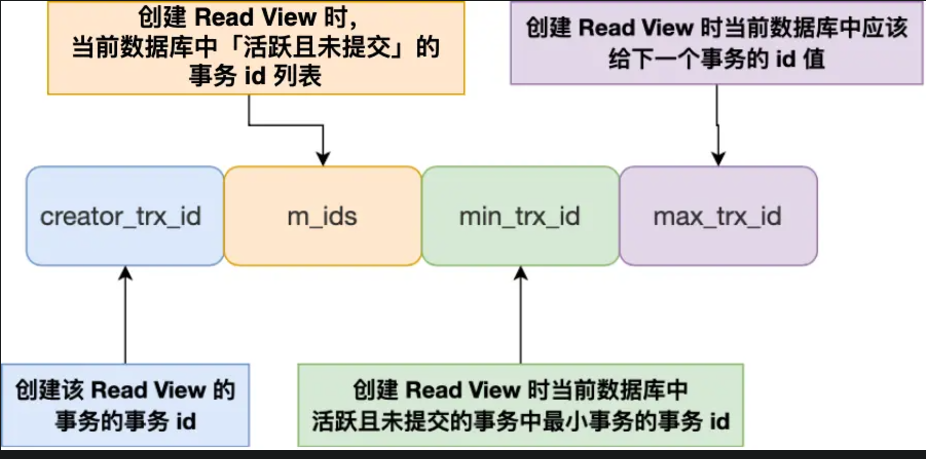 创建 Read View 时,
当前数据库中「活跃且未提交」的
事务 id 列表
创建 Read View 时当前数据库中应该
给下一个事务的 id 值
creator_trx_id
m_ids
min_trx_id
max_trx_id
创建该 Read View 的
事务的事务 id
创建 Read View 时当前数据库中
活跃且未提交的事务中最小事务的事务 id